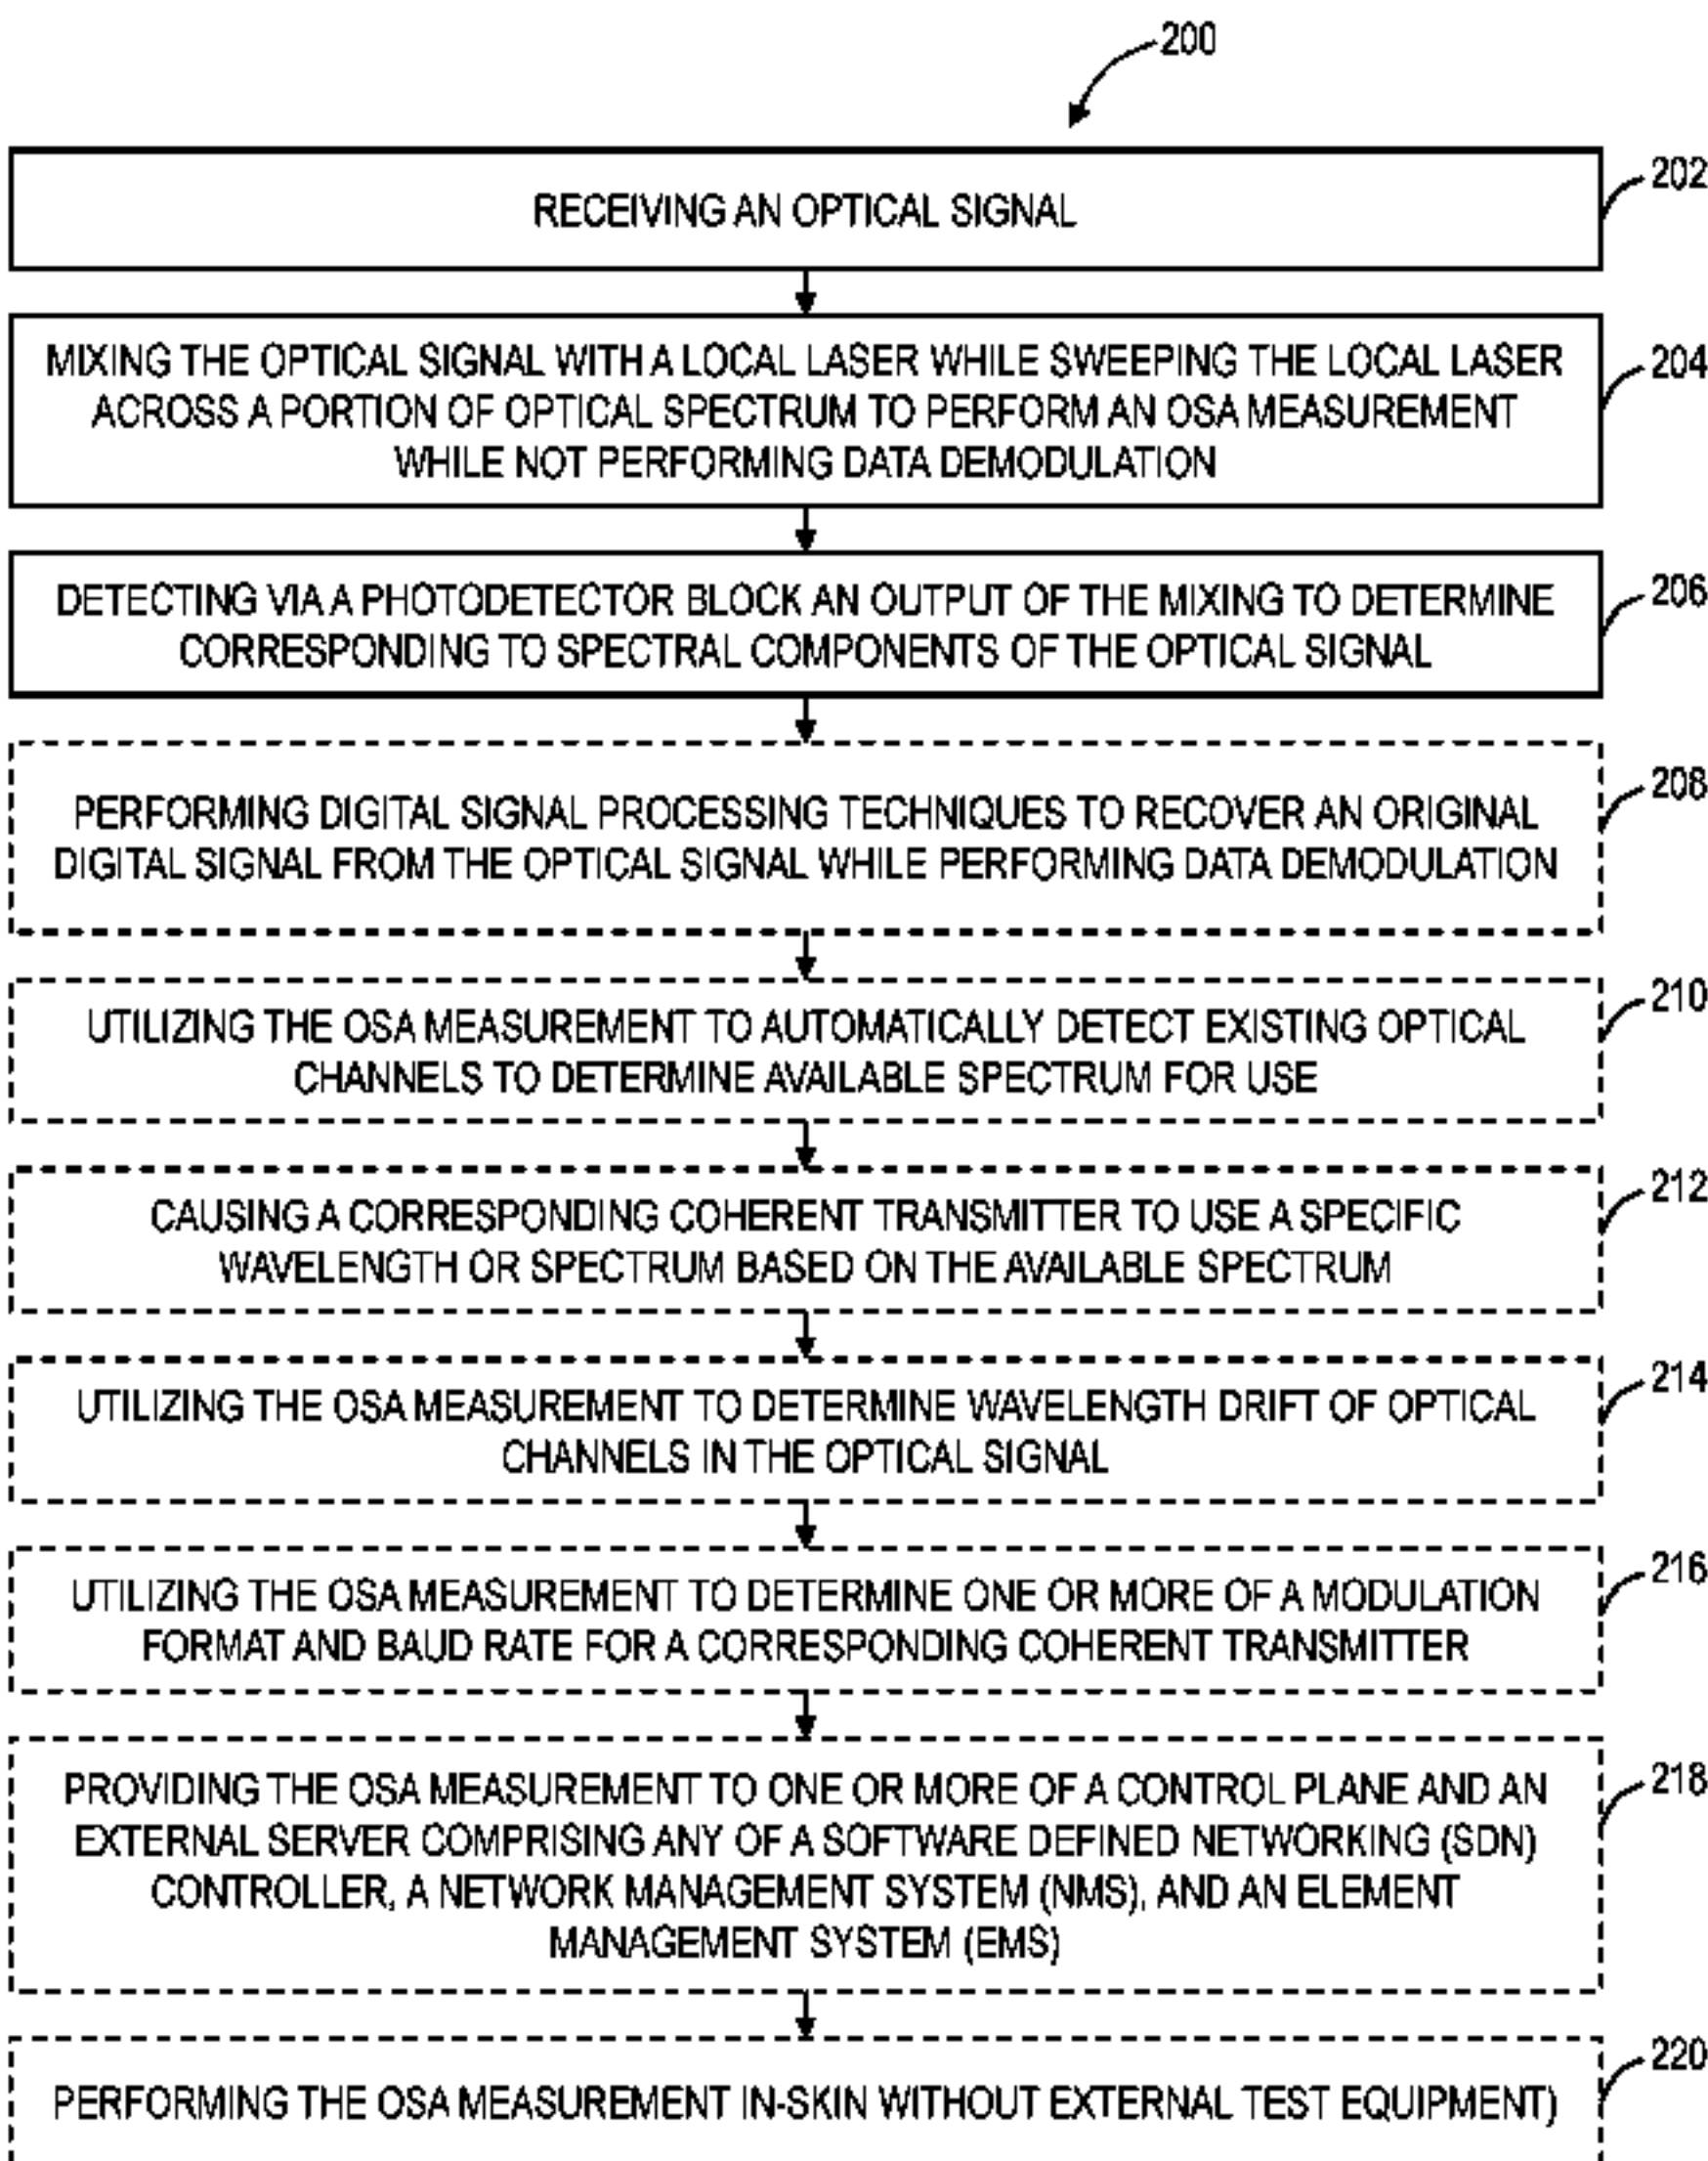 200
202
RECEIVING AN OPTICAL SIGNAL
204
MIXING THE OPTICAL SIGNAL WITH A LOCAL LASER WHILE SWEEPING THE LOCAL LASER
ACROSS A PORTION OF OPTICAL SPECTRUM TO PERFORM AN OSA MEASUREMENT
WHILE NOT PERFORMING DATA DEMODULATION
206
DETECTING VIA A PHOTODETECTOR BLOCK AN OUTPUT OF THE MIXING TO DETERMINE
CORRESPONDING TO SPECTRAL COMPONENTS OF THE OPTICAL SIGNAL
208
PERFORMING DIGITAL SIGNAL PROCESSING TECHNIQUES TO RECOVER AN ORIGINAL
DIGITAL SIGNAL FROM THE OPTICAL SIGNAL WHILE PERFORMING DATA DEMODULATION
210
UTILIZING THE OSA MEASUREMENT TO AUTOMATICALLY DETECT EXISTING OPTICAL
CHANNELS TO DETERMINE AVAILABLE SPECTRUM FOR USE
212
CAUSING A CORRESPONDING COHERENT TRANSMITTER TO USE A SPECIFIC
WAVELENGTH OR SPECTRUM BASED ON THE AVAILABLE SPECTRUM
214
UTILIZING THE OSA MEASUREMENT TO DETERMINE WAVELENGTH DRIFT OF OPTICAL
CHANNELS IN THE OPTICAL SIGNAL
216
UTILIZING THE OSA MEASUREMENT TO DETERMINE ONE OR MORE OF A MODULATION
FORMAT AND BAUD RATE FOR A CORRESPONDING COHERENT TRANSMITTER
218
PROVIDING THE OSA MEASUREMENT TO ONE OR MORE OF A CONTROL PLANE AND AN
EXTERNAL SERVER COMPRISING ANY OF A SOFTWARE DEFINED NETWORKING (SDN)
CONTROLLER, A NETWORK MANAGEMENT SYSTEM (NMS), AND AN ELEMENT
MANAGEMENT SYSTEM (EMS)
220
PERFORMING THE OSA MEASUREMENT IN-SKIN WITHOUT EXTERNAL TEST EQUIPMENT)